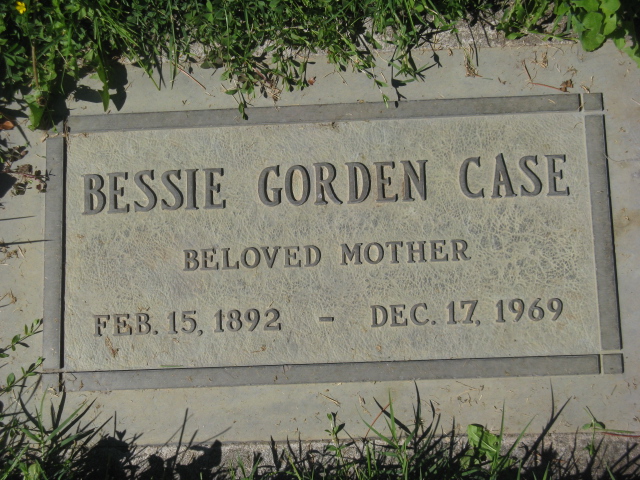 BESSIE GORDEN CASE
BELOVED MOTHER
FEB. 15, 1892 – DEC. 17, 1969